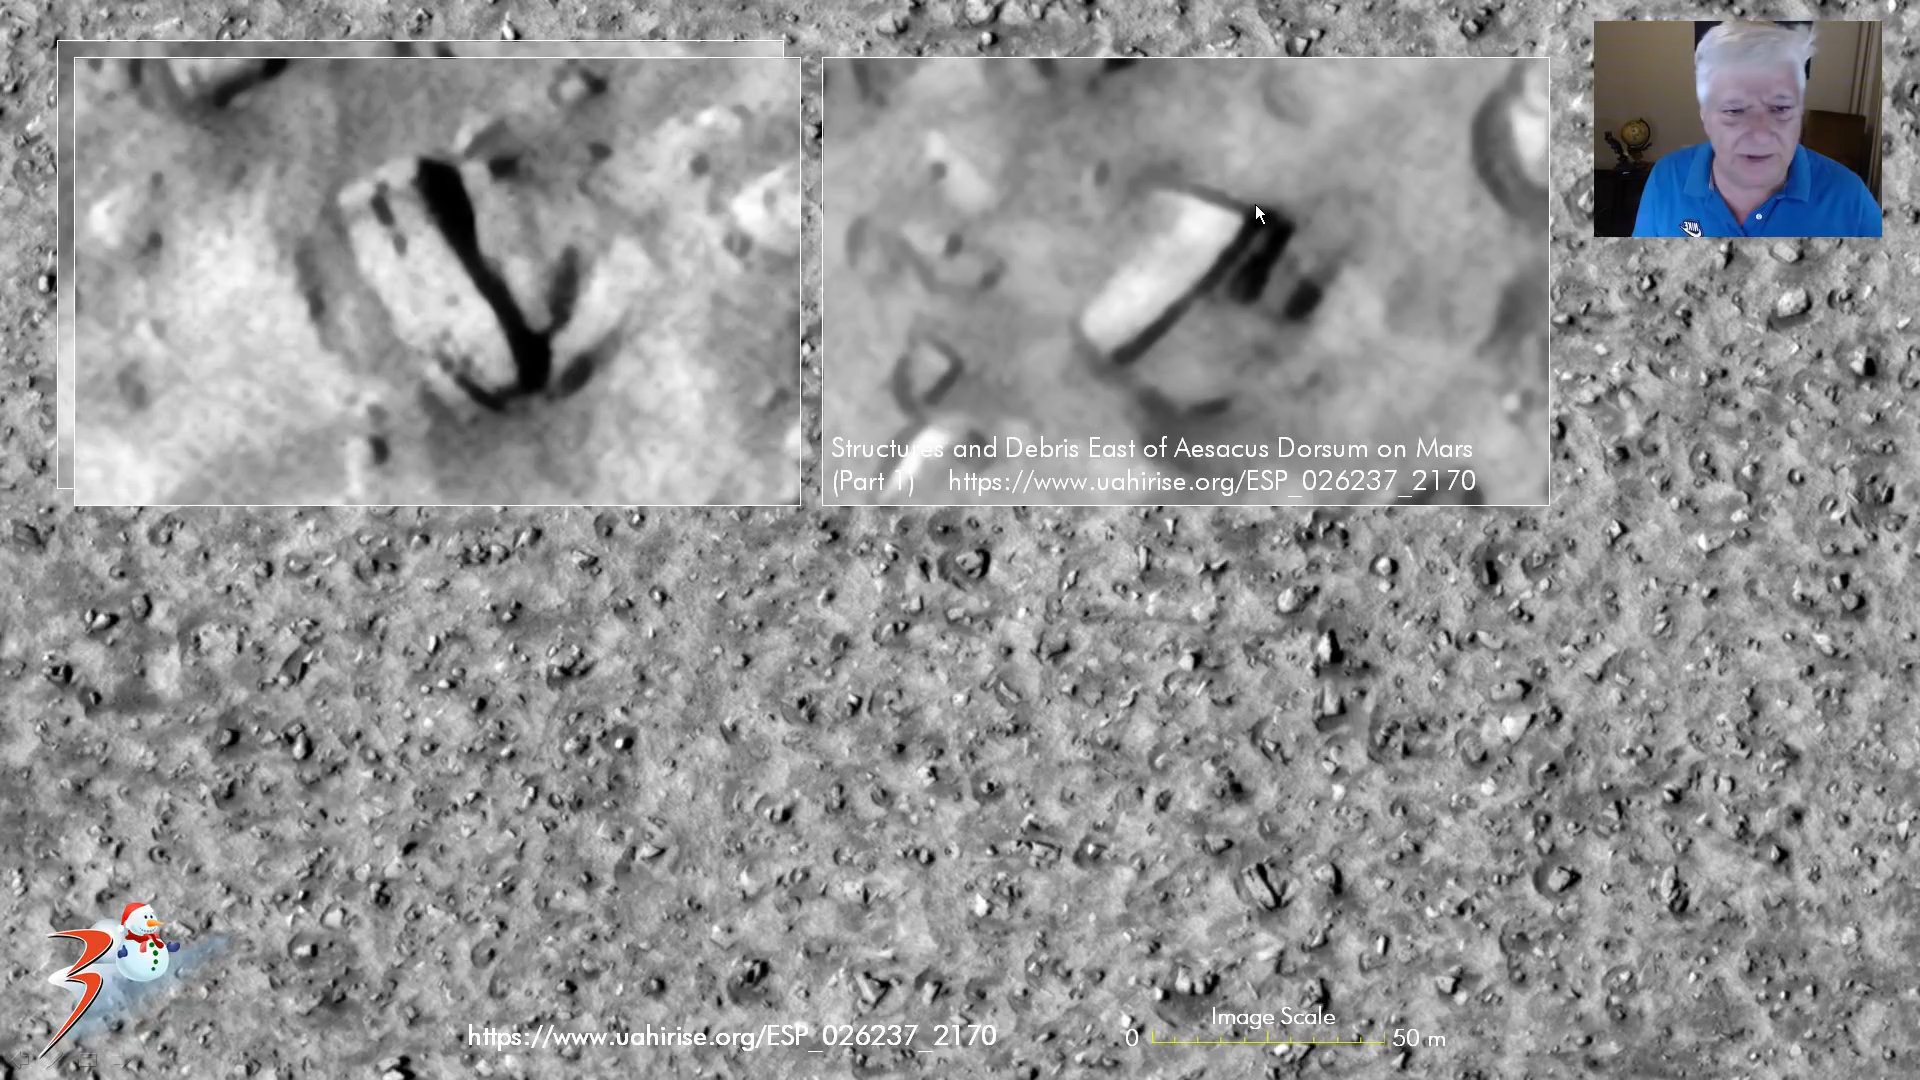 Structures and Debris East of Aesacus Dorsum on Mars
(Part 1) https://www.uahirise.org/ESP_026237_2170
https://www.uahirise.org/ESP_026237_2170
Image Scale
0 50 m
NIKE